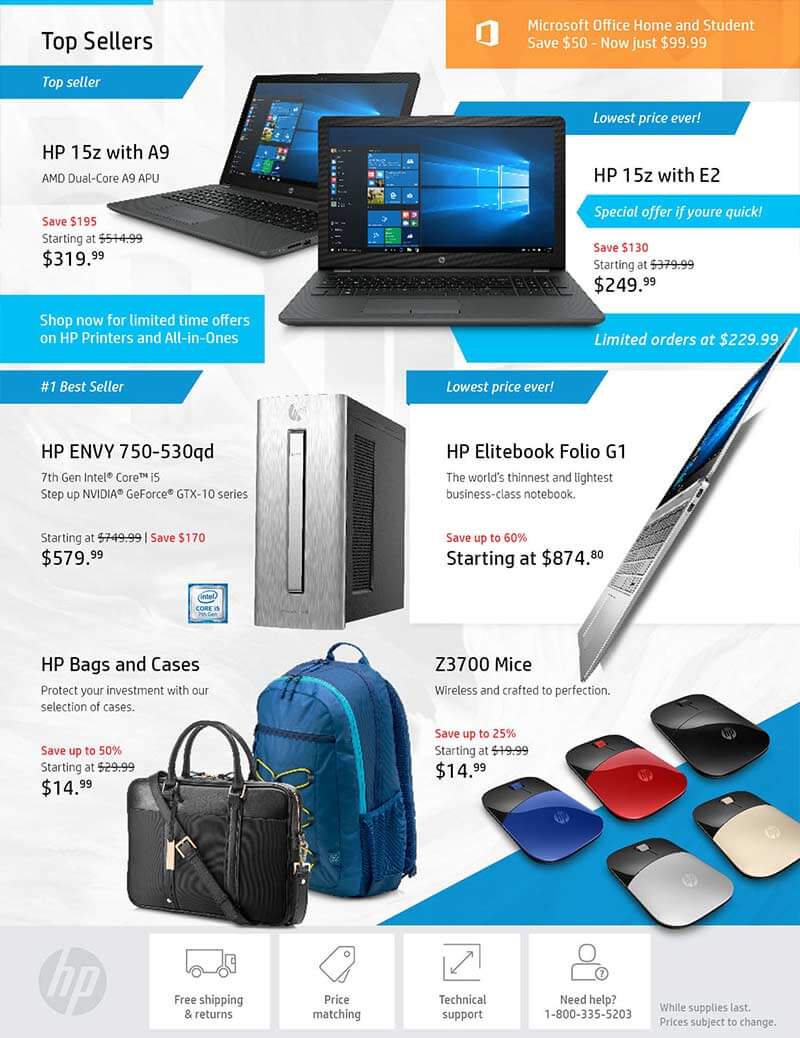 Top Sellers
Microsoft Office Home and Student
Save $50 - Now just $99.99
Top seller
HP 15z with A9
AMD Dual-Core A9 APU
Save $195
Starting at $514.99
$319.99
Lowest price ever!
HP 15z with E2
Special offer if youre quick!
Save $130
Starting at $379.99
$249.99
Limited orders at $229.99
Shop now for limited time offers
on HP Printers and All-in-Ones
#1 Best Seller
HP ENVY 750-530qd
7th Gen Intel® Core™ i5
Step up NVIDIA® GeForce® GTX-10 series
Starting at $749.99 | Save $170
$579.99
intel
CORE i5
7th Gen
Lowest price ever!
HP Elitebook Folio G1
The world's thinnest and lightest
business-class notebook.
Save up to 60%
Starting at $874.80
HP Bags and Cases
Protect your investment with our
selection of cases.
Save up to 50%
Starting at $29.99
$14.99
Z3700 Mice
Wireless and crafted to perfection.
Save up to 25%
Starting at $19.99
$14.99
hp
Free shipping
& returns
Price
matching
Technical
support
Need help?
1-800-335-5203
While supplies last.
Prices subject to change.